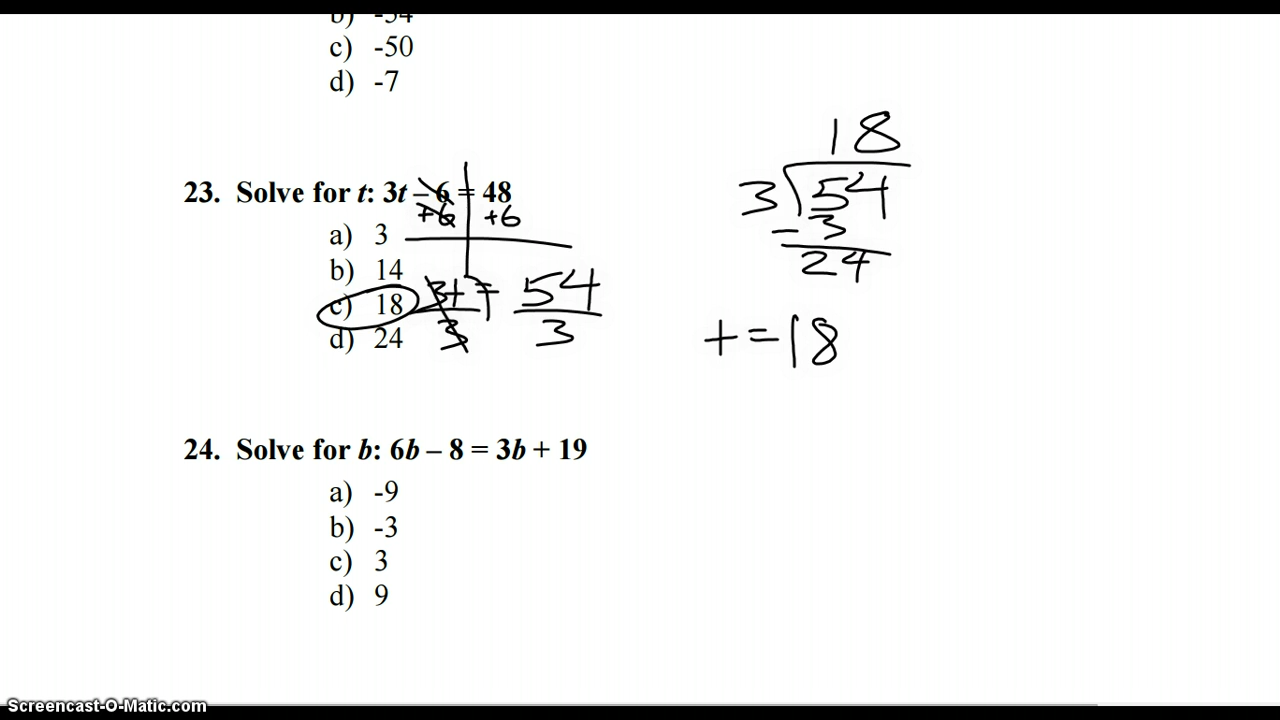 b) -54
c) -50
d) -7
23. Solve for t: 3t – 6 = 48
+6 +6
a) 3
b) 14
c) 18
d) 24
3t = 54
3 3
18
3 54
- 3
24
t = 18
24. Solve for b: 6b – 8 = 3b + 19
a) -9
b) -3
c) 3
d) 9
Screencast-O-Matic.com